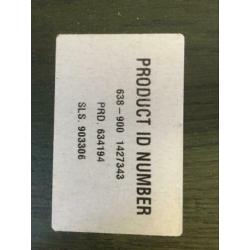 PRODUCT ID NUMBER
638-900 1427343
PRD. 634194
SLS. 903306